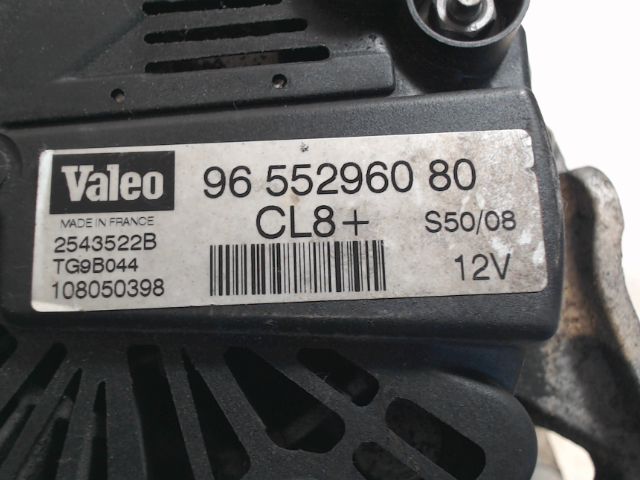 Valeo
MADE IN FRANCE
2543522B
TG9B044
108050398
96 552960 80
CL8+ S50/08
12V